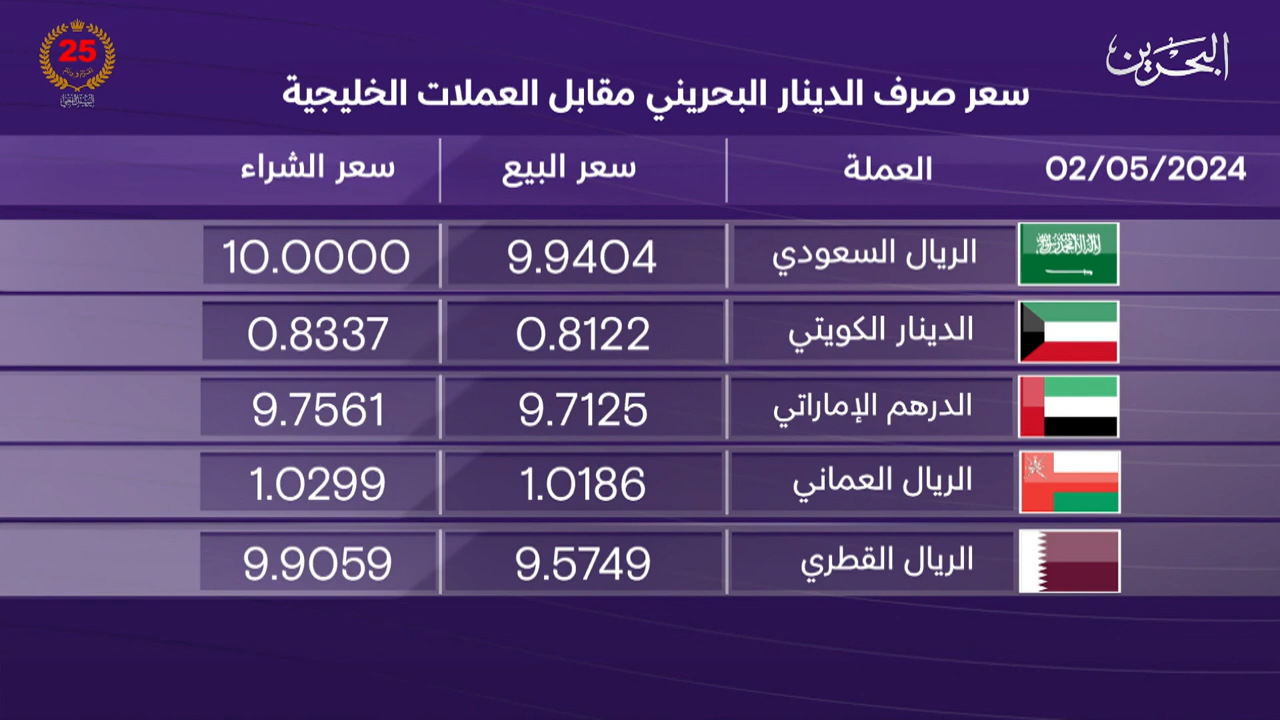 25
البحرين
سعر صرف الدينار البحريني مقابل العملات الخليجية
02/05/2024 العملة سعر البيع سعر الشراء
الريال السعودي 9.9404 10.0000
الدينار الكويتي 0.8122 0.8337
الدرهم الإماراتي 9.7125 9.7561
الريال العماني 1.0186 1.0299
الريال القطري 9.5749 9.9059